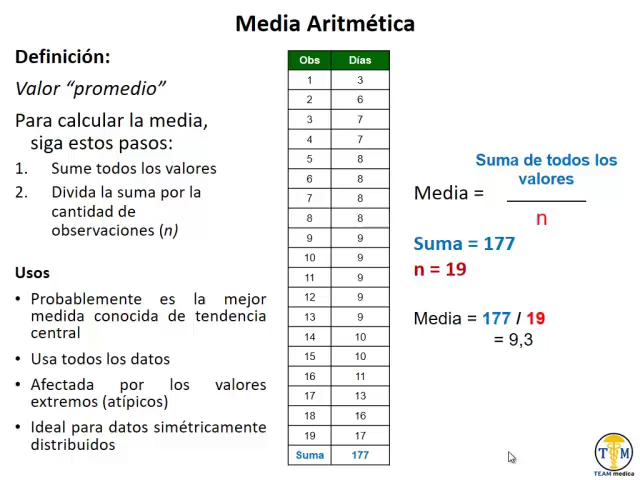 Media Aritmética
Definición:
Valor “promedio”
Para calcular la media,
siga estos pasos:
1. Sume todos los valores
2. Divida la suma por la
cantidad de
observaciones (n)
Usos
• Probablemente es la mejor
medida conocida de tendencia
central
• Usa todos los datos
• Afectada por los valores
extremos (atípicos)
• Ideal para datos simétricamente
distribuidos
Obs Días
1 3
2 6
3 7
4 7
5 8
6 8
7 8
8 8
9 9
10 9
11 9
12 9
13 9
14 10
15 10
16 11
17 13
18 16
19 17
Suma 177
Suma de todos los
valores
Media =
n
Suma = 177
n = 19
Media = 177 / 19
= 9,3
T M
TEAM medica